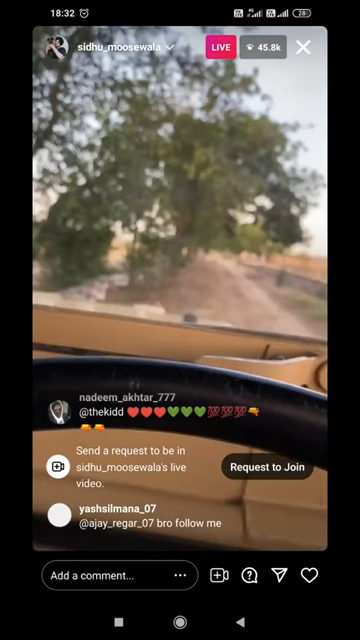 18:32
28
sidhu_moosewala
LIVE
45.8k
nadeem_akhtar_777
@thekidd ❤️❤️❤️💚💚💚💯💯💯🔫
🔫🔫
Send a request to be in
sidhu_moosewala's live
video.
Request to Join
yashsilmana_07
@ajay_regar_07 bro follow me
Add a comment...